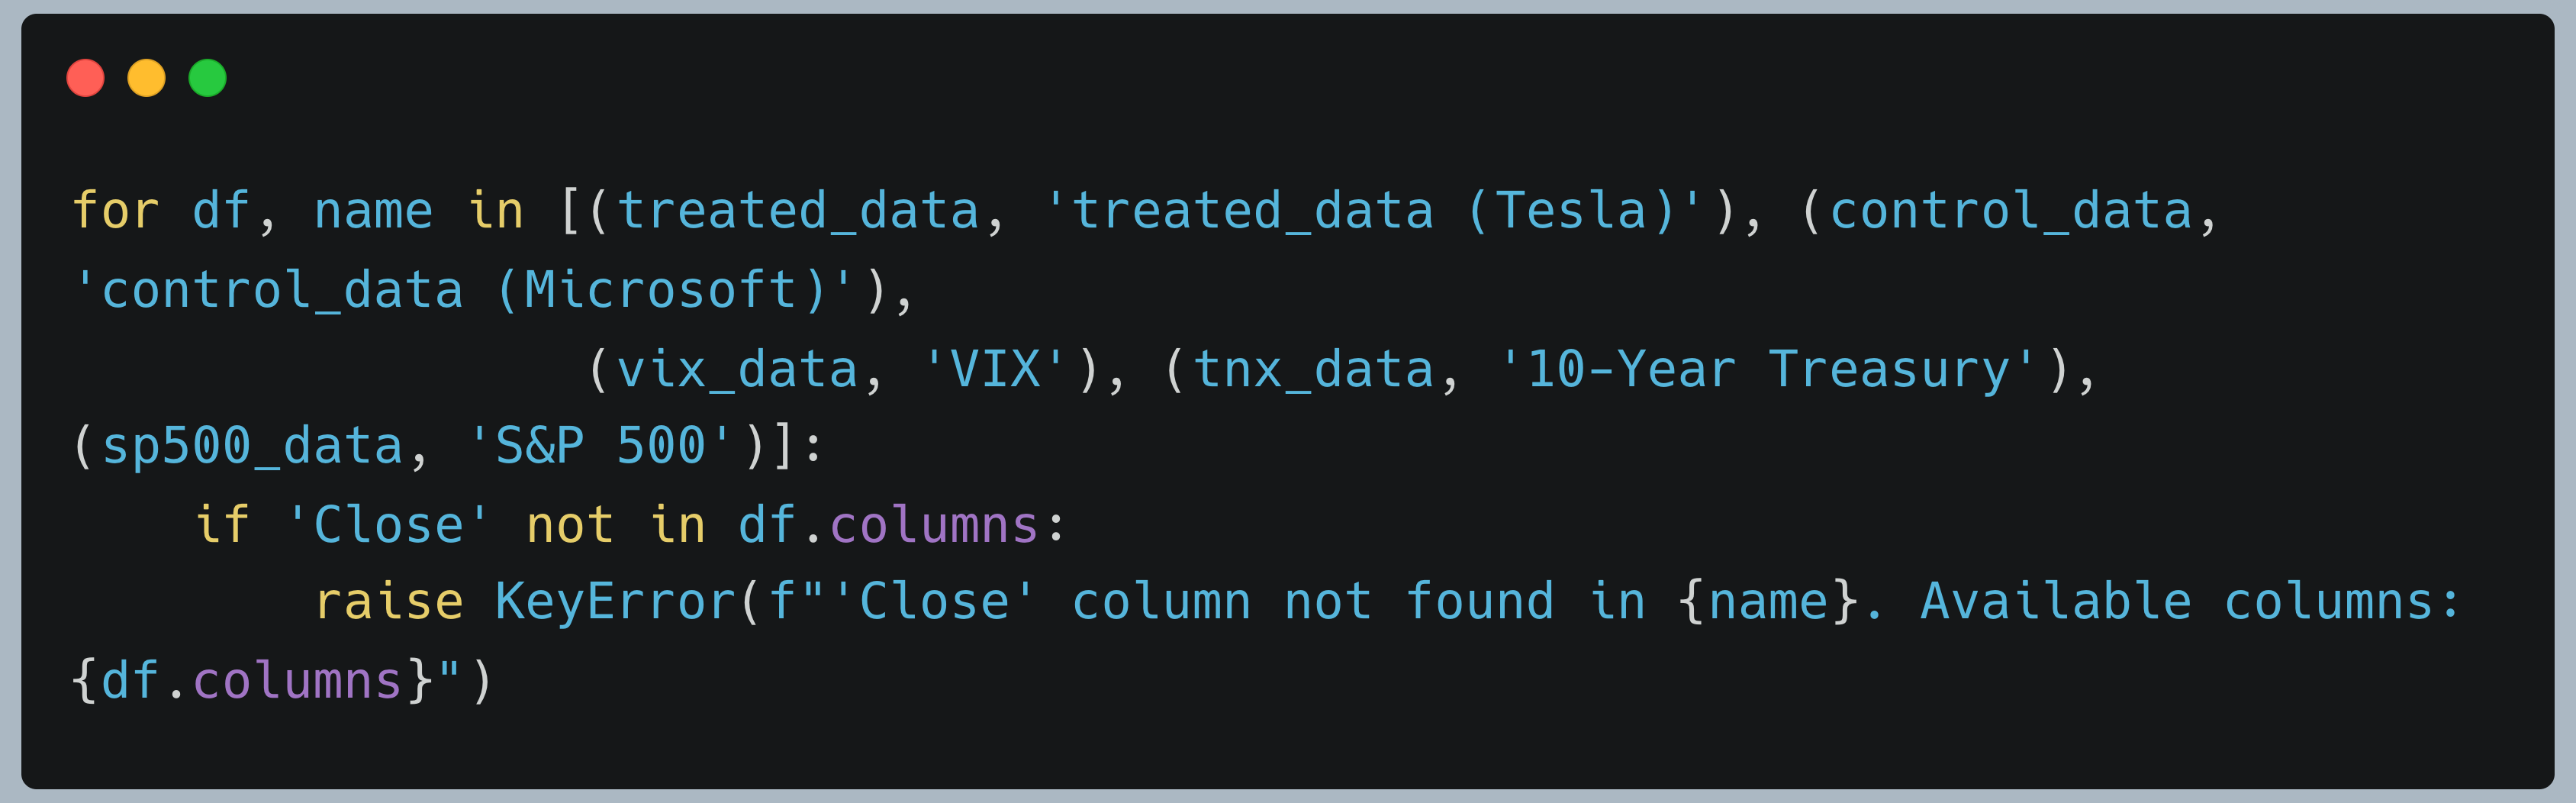 for df, name in [(treated_data, 'treated_data (Tesla)'), (control_data,
'control_data (Microsoft)'),
                 (vix_data, 'VIX'), (tnx_data, '10-Year Treasury'),
(sp500_data, 'S&P 500')]:
    if 'Close' not in df.columns:
        raise KeyError(f"'Close' column not found in {name}. Available columns:
{df.columns}")